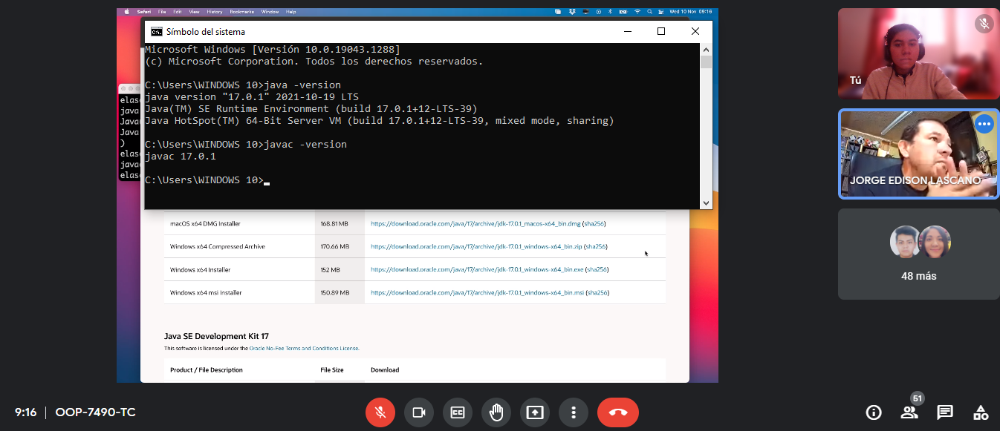 Safari File Edit View History Bookmarks Window Help
Wed 10 Nov 09:16
Símbolo del sistema
Microsoft Windows [Versión 10.0.19043.1288]
(c) Microsoft Corporation. Todos los derechos reservados.
C:\Users\WINDOWS 10>java -version
java version "17.0.1" 2021-10-19 LTS
Java(TM) SE Runtime Environment (build 17.0.1+12-LTS-39)
Java HotSpot(TM) 64-Bit Server VM (build 17.0.1+12-LTS-39, mixed mode, sharing)
C:\Users\WINDOWS 10>javac -version
javac 17.0.1
C:\Users\WINDOWS 10>
elas
java
Java
Java
)
elas
java
elas
macOS x64 DMG Installer 168.81 MB https://download.oracle.com/java/17/archive/jdk-17.0.1_macos-x64_bin.dmg (sha256)
Windows x64 Compressed Archive 170.66 MB https://download.oracle.com/java/17/archive/jdk-17.0.1_windows-x64_bin.zip (sha256)
Windows x64 Installer 152 MB https://download.oracle.com/java/17/archive/jdk-17.0.1_windows-x64_bin.exe (sha256)
Windows x64 msi Installer 150.89 MB https://download.oracle.com/java/17/archive/jdk-17.0.1_windows-x64_bin.msi (sha256)
Java SE Development Kit 17
This software is licensed under the Oracle No-Fee Terms and Conditions License.
Product / File Description File Size Download
Tú
JORGE EDISON LASCANO
48 más
9:16 | OOP-7490-TC
51